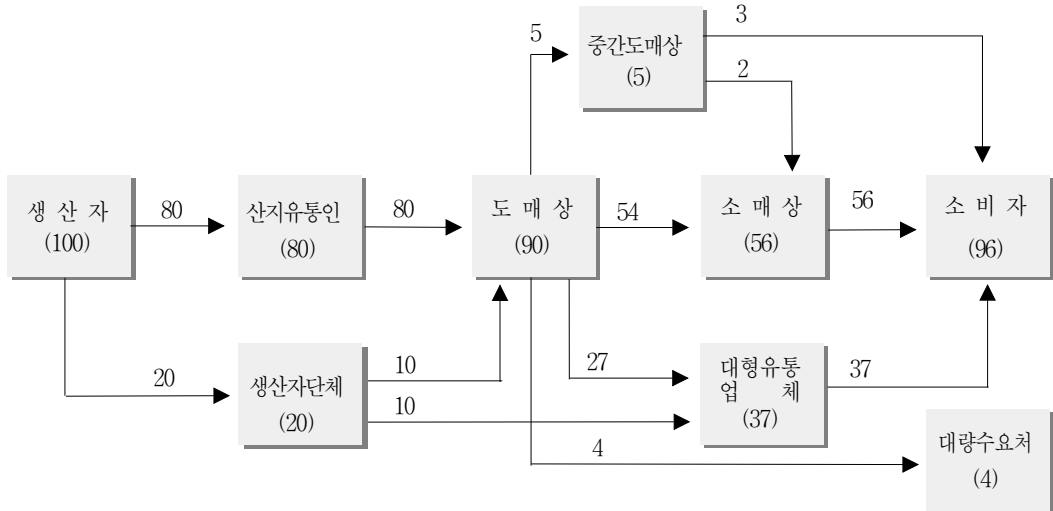 5
중간도매상
(5)
3
2
생 산 자
(100)
80
산지유통인
(80)
80
도 매 상
(90)
54
소 매 상
(56)
56
소 비 자
(96)
20
생산자단체
(20)
10
10
27
대형유통
업 체
(37)
37
4
대량수요처
(4)